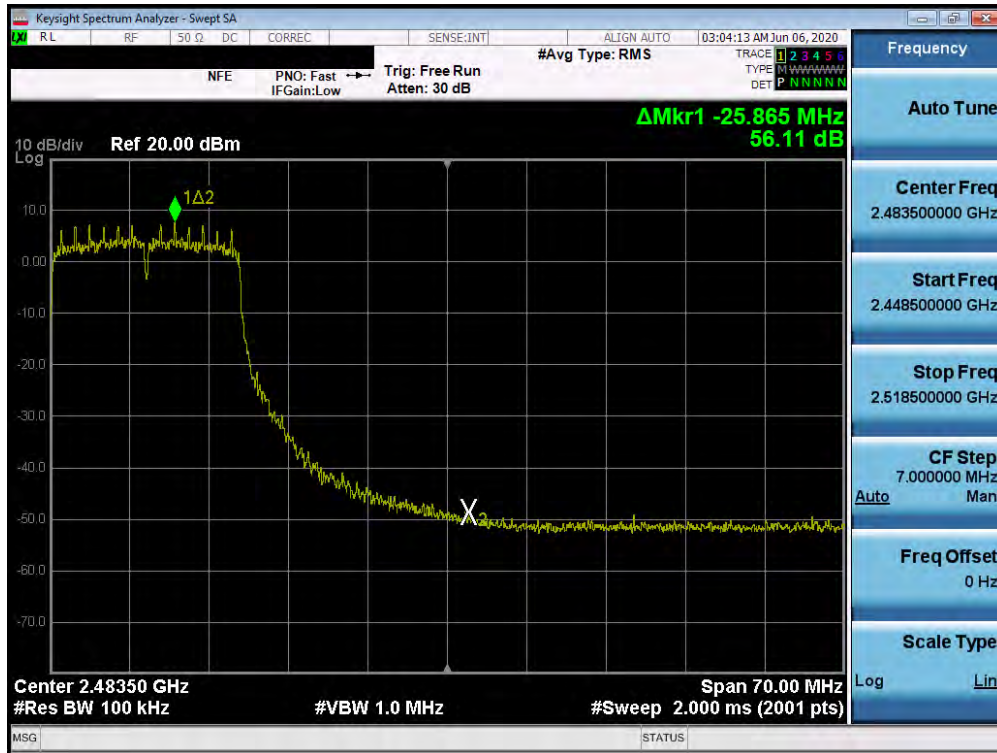 Keysight Spectrum Analyzer - Swept SA
LXI RL RF 50 Ω DC CORREC SENSE:INT ALIGN AUTO 03:04:13 AM Jun 06, 2020
#Avg Type: RMS TRACE 1 2 3 4 5 6
NFE PNO: Fast Trig: Free Run TYPE M WWWWW
IFGain:Low Atten: 30 dB DET P N N N N N
ΔMkr1 -25.865 MHz
56.11 dB
10 dB/div Ref 20.00 dBm
Log
1Δ2
10.0
0.00
-10.0
-20.0
-30.0
-40.0
-50.0
X2
-60.0
-70.0
Center 2.48350 GHz Span 70.00 MHz
#Res BW 100 kHz #VBW 1.0 MHz #Sweep 2.000 ms (2001 pts)
MSG STATUS
Frequency
Auto Tune
Center Freq
2.483500000 GHz
Start Freq
2.448500000 GHz
Stop Freq
2.518500000 GHz
CF Step
7.000000 MHz
Auto Man
Freq Offset
0 Hz
Scale Type
Log Lin